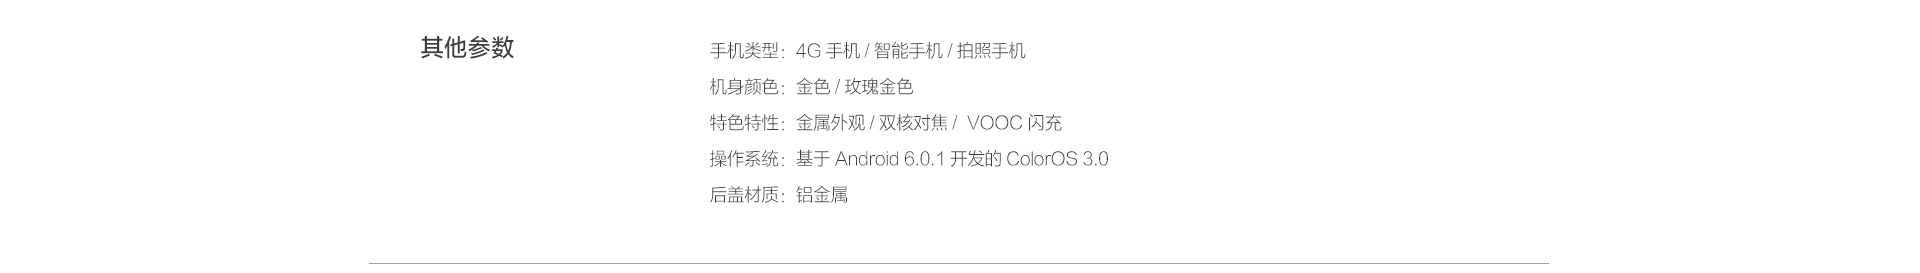 其他参数
手机类型：4G 手机 / 智能手机 / 拍照手机
机身颜色：金色 / 玫瑰金色
特色特性：金属外观 / 双核对焦 / VOOC 闪充
操作系统：基于 Android 6.0.1 开发的 ColorOS 3.0
后盖材质：铝金属